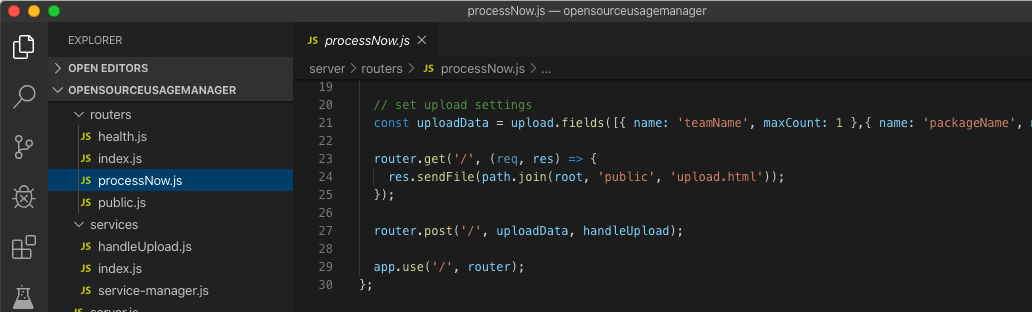 processNow.js — opensourceusagemanager
EXPLORER
OPEN EDITORS
OPENSOURCEUSAGEMANAGER
routers
JS health.js
JS index.js
JS processNow.js
JS public.js
services
JS handleUpload.js
JS index.js
JS service-manager.js
JS server.js
JS processNow.js
server > routers > JS processNow.js > ...
19
20 // set upload settings
21 const uploadData = upload.fields([{ name: 'teamName', maxCount: 1 },{ name: 'packageName',
22
23 router.get('/', (req, res) => {
24 res.sendFile(path.join(root, 'public', 'upload.html'));
25 });
26
27 router.post('/', uploadData, handleUpload);
28
29 app.use('/', router);
30 };